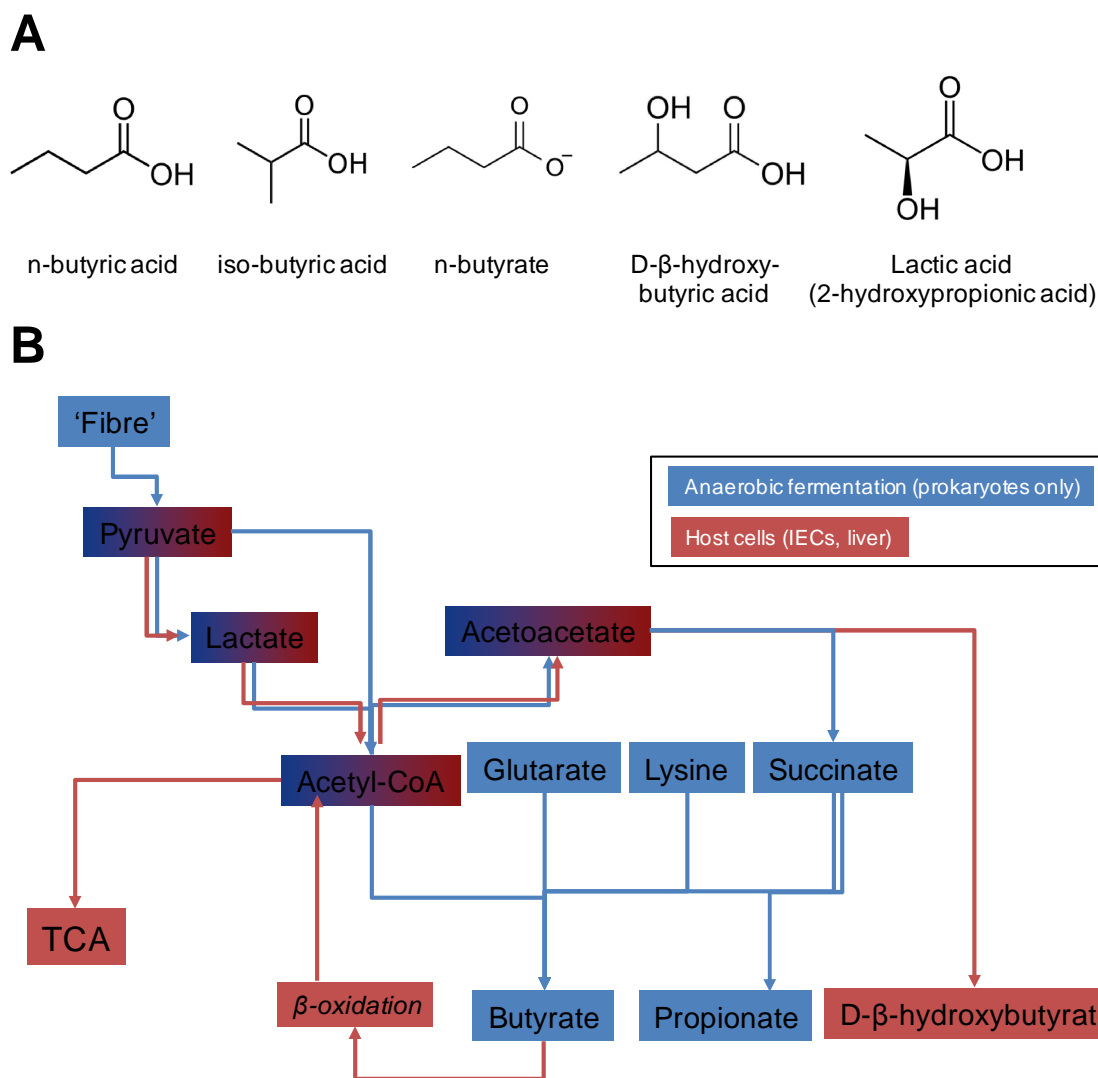 A
O
OH
O
OH
O
O−
OH
O
OH
O
OH
OH
n-butyric acid
iso-butyric acid
n-butyrate
D-β-hydroxy-
butyric acid
Lactic acid
(2-hydroxypropionic acid)
B
‘Fibre’
Anaerobic fermentation (prokaryotes only)
Pyruvate
Host cells (IECs, liver)
Lactate
Acetoacetate
Acetyl-CoA
Glutarate
Lysine
Succinate
TCA
β-oxidation
Butyrate
Propionate
D-β-hydroxybutyrat